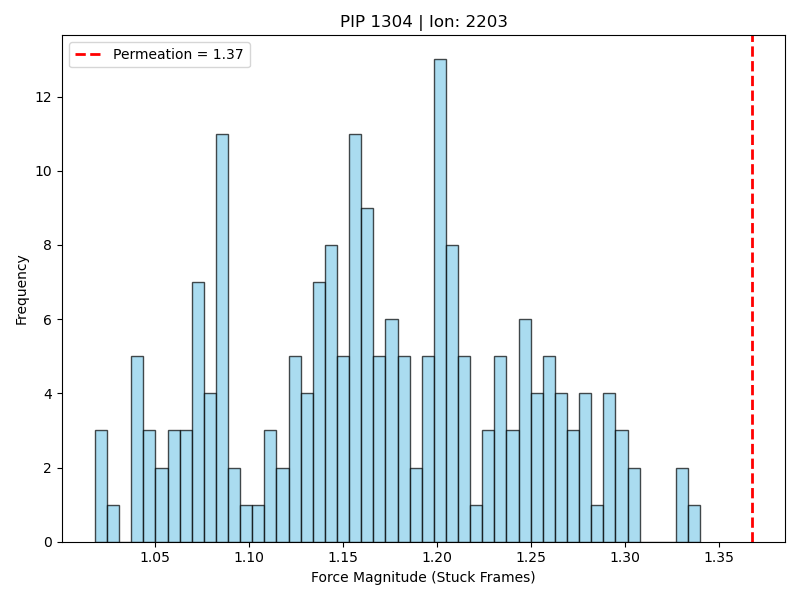 PIP 1304 | Ion: 2203
Permeation = 1.37
Frequency
12
10
8
6
4
2
0
1.05 1.10 1.15 1.20 1.25 1.30 1.35
Force Magnitude (Stuck Frames)